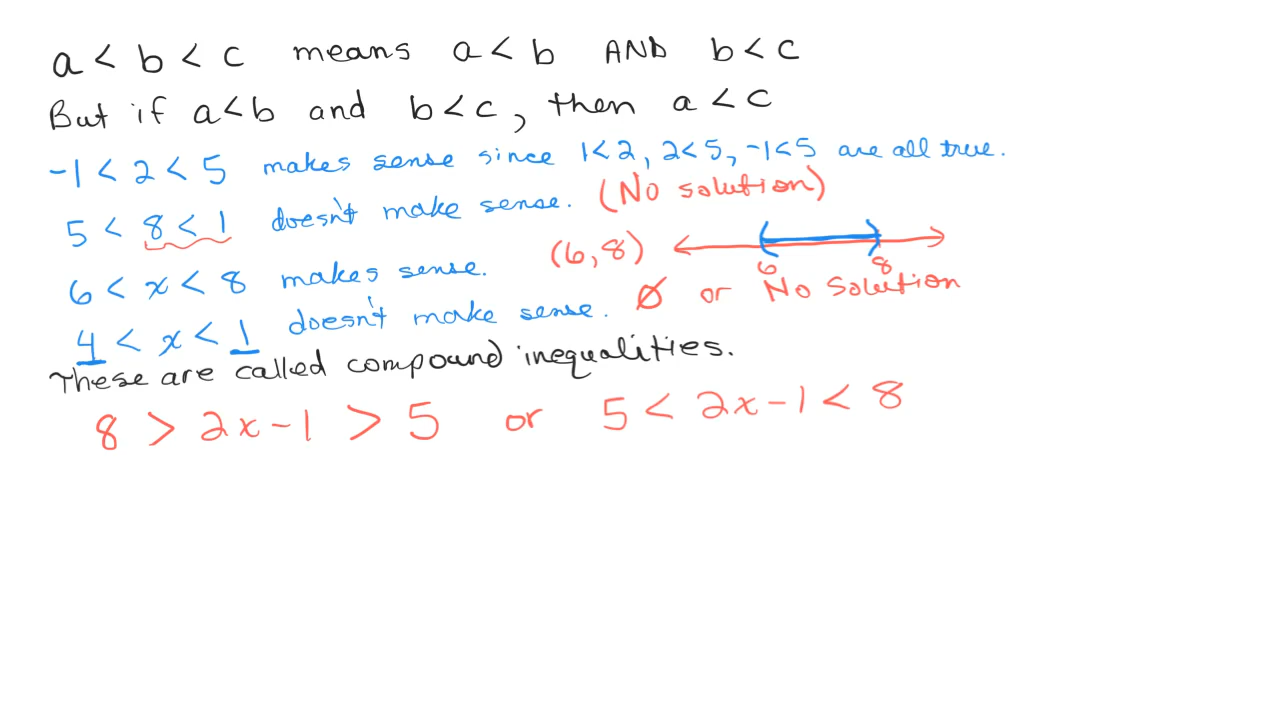 a < b < c means a < b AND b < c
But if a < b and b < c, then a < c
-1 < 2 < 5 makes sense since 1 < 2, 2 < 5, -1 < 5 are all true.
5 < 8 < 1 doesn't make sense. (No solution)
6 < x < 8 makes sense. (6, 8) 6 8
4 < x < 1 doesn't make sense. ∅ or No Solution
These are called compound inequalities.
8 > 2x - 1 > 5 or 5 < 2x - 1 < 8